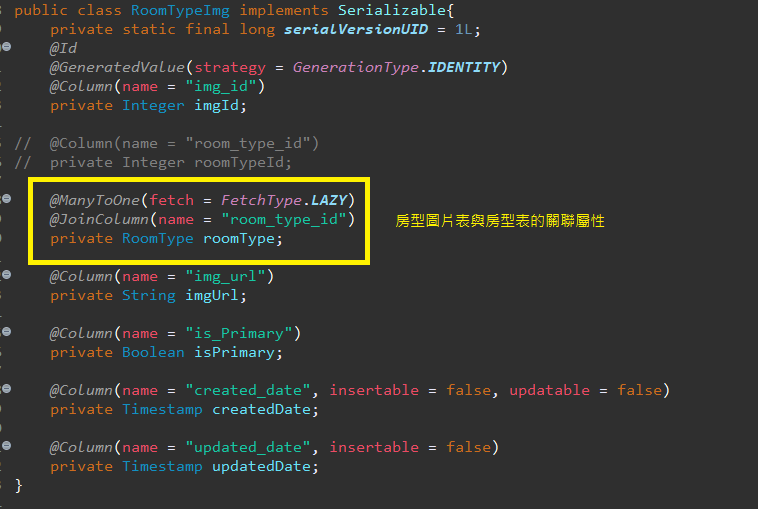 public class RoomTypeImg implements Serializable{
private static final long serialVersionUID = 1L;
@Id
@GeneratedValue(strategy = GenerationType.IDENTITY)
@Column(name = "img_id")
private Integer imgId;
// @Column(name = "room_type_id")
// private Integer roomTypeId;
@ManyToOne(fetch = FetchType.LAZY)
@JoinColumn(name = "room_type_id")
房型圖片表與房型表的關聯屬性
private RoomType roomType;
@Column(name = "img_url")
private String imgUrl;
@Column(name = "is_Primary")
private Boolean isPrimary;
@Column(name = "created_date", insertable = false, updatable = false)
private Timestamp createdDate;
@Column(name = "updated_date", insertable = false)
private Timestamp updatedDate;
}